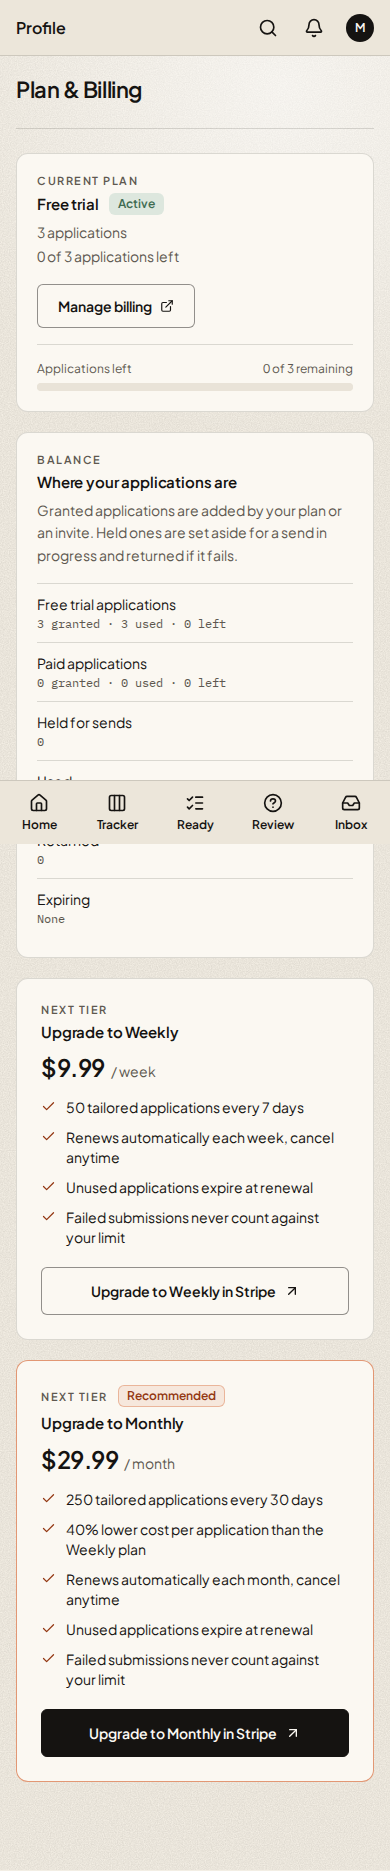 Profile
M
Plan & Billing
CURRENT PLAN
Free trial Active
3 applications
0 of 3 applications left
Manage billing
Applications left 0 of 3 remaining
BALANCE
Where your applications are
Granted applications are added by your plan or
an invite. Held ones are set aside for a send in
progress and returned if it fails.
Free trial applications
3 granted · 3 used · 0 left
Paid applications
0 granted · 0 used · 0 left
Held for sends
0
Home Tracker Ready Review Inbox
0
Expiring
None
NEXT TIER
Upgrade to Weekly
$9.99 / week
50 tailored applications every 7 days
Renews automatically each week, cancel
anytime
Unused applications expire at renewal
Failed submissions never count against
your limit
Upgrade to Weekly in Stripe
NEXT TIER Recommended
Upgrade to Monthly
$29.99 / month
250 tailored applications every 30 days
40% lower cost per application than the
Weekly plan
Renews automatically each month, cancel
anytime
Unused applications expire at renewal
Failed submissions never count against
your limit
Upgrade to Monthly in Stripe